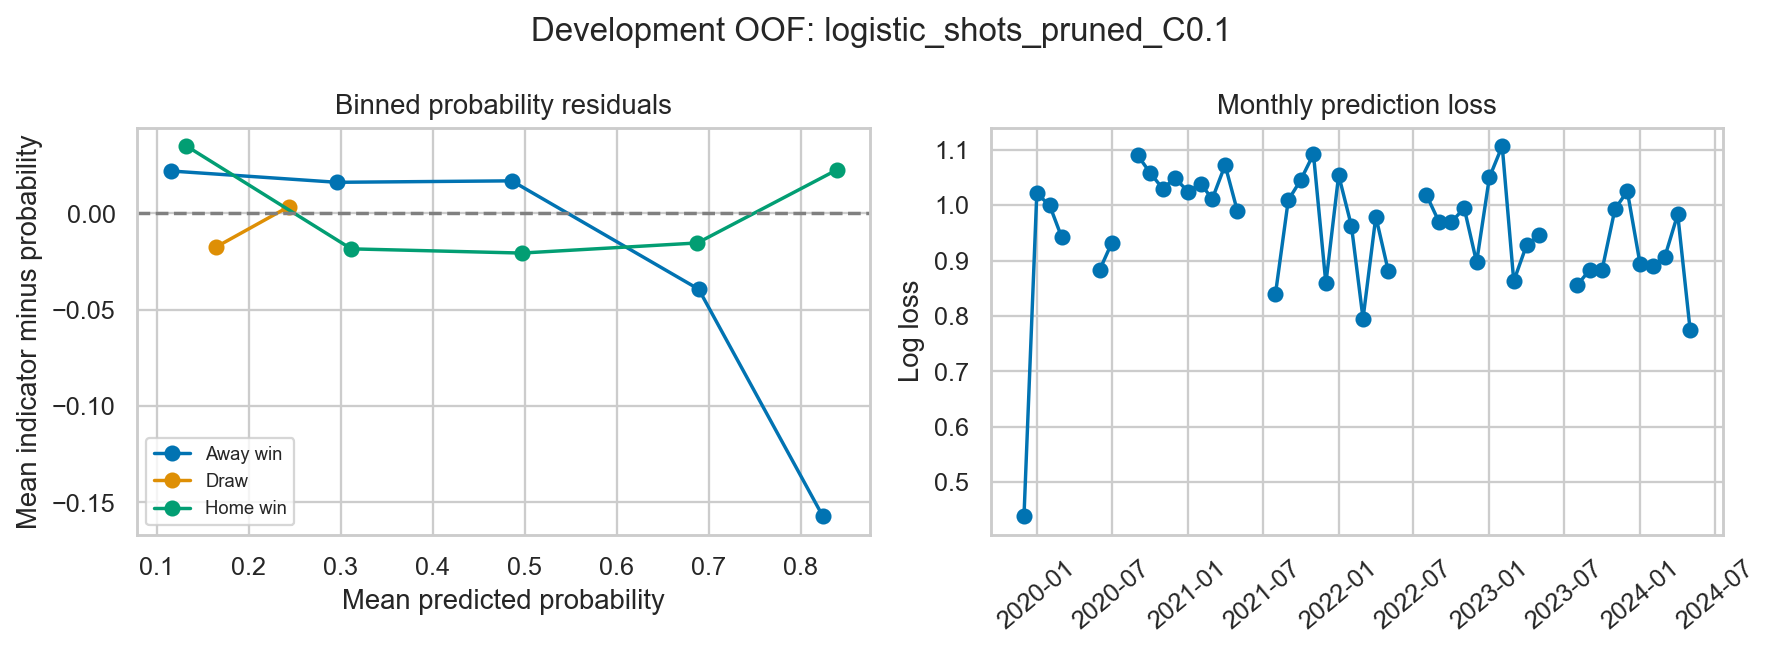 Development OOF: logistic_shots_pruned_C0.1
Binned probability residuals
Mean indicator minus probability
0.00
−0.05
−0.10
−0.15
Away win
Draw
Home win
0.1 0.2 0.3 0.4 0.5 0.6 0.7 0.8
Mean predicted probability
Monthly prediction loss
Log loss
1.1
1.0
0.9
0.8
0.7
0.6
0.5
2020-01 2020-07 2021-01 2021-07 2022-01 2022-07 2023-01 2023-07 2024-01 2024-07